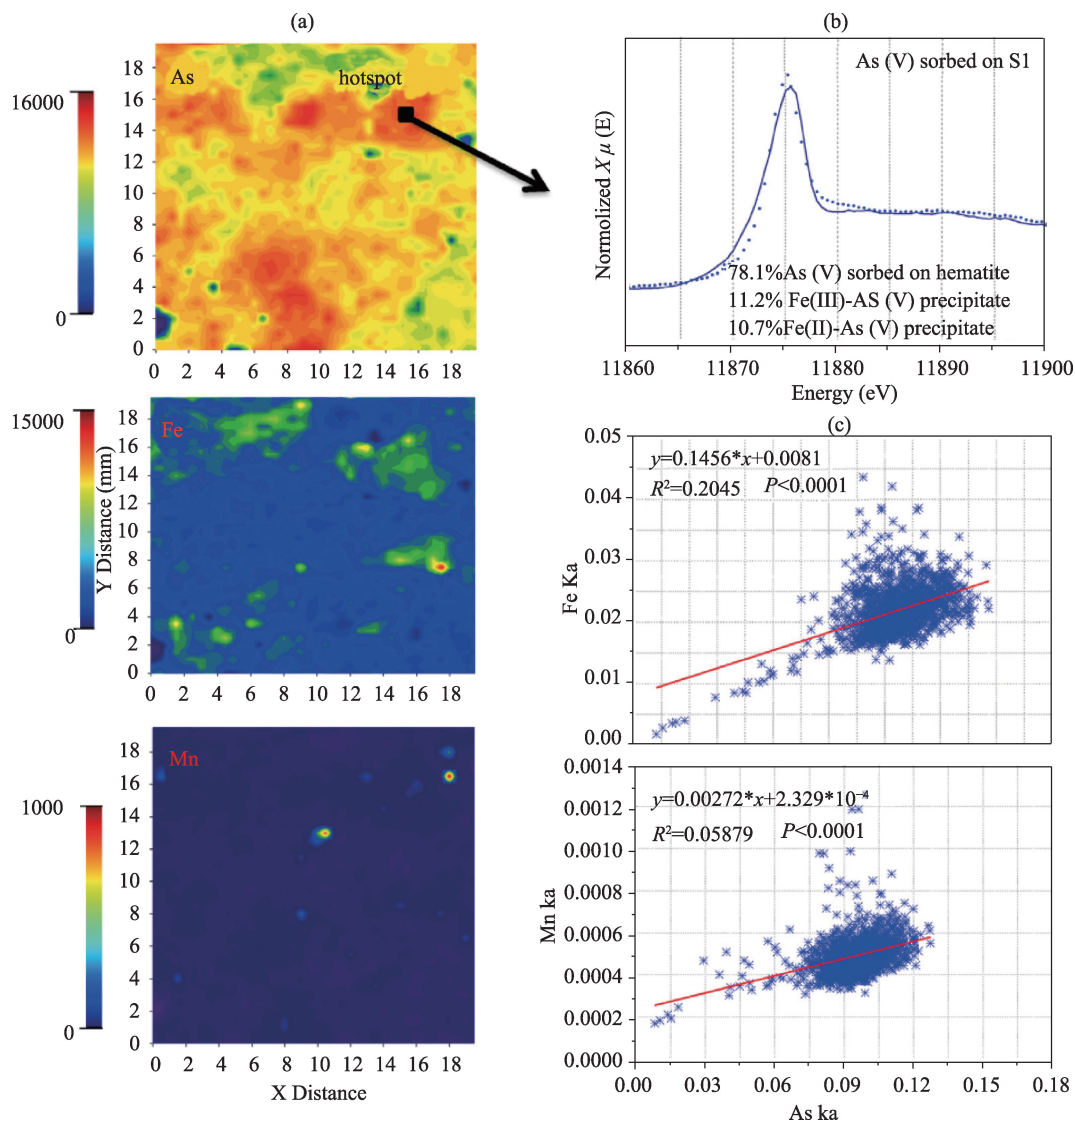 (a)
As
hotspot
16000
0
18
16
14
12
10
8
6
4
2
0
0 2 4 6 8 10 12 14 16 18
Fe
15000
0
Y Distance (mm)
18
16
14
12
10
8
6
4
2
0
0 2 4 6 8 10 12 14 16 18
Mn
1000
0
18
16
14
12
10
8
6
4
2
0
0 2 4 6 8 10 12 14 16 18
X Distance
(b)
As (V) sorbed on S1
Normolized X μ (E)
78.1%As (V) sorbed on hematite
11.2% Fe(III)-AS (V) precipitate
10.7%Fe(II)-As (V) precipitate
11860 11870 11880 11890 11900
Energy (eV)
(c)
y=0.1456*x+0.0081
R²=0.2045 P<0.0001
Fe Ka
0.05
0.04
0.03
0.02
0.01
0.00
y=0.00272*x+2.329*10⁻⁴
R²=0.05879 P<0.0001
Mn ka
0.0014
0.0012
0.0010
0.0008
0.0006
0.0004
0.0002
0.0000
0.00 0.03 0.06 0.09 0.12 0.15 0.18
As ka